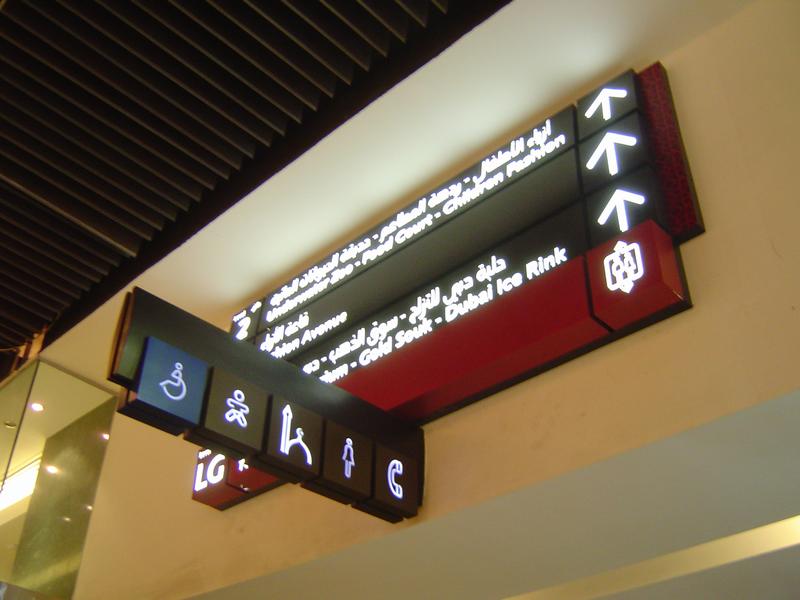 2
أزياء الأطفال - ردهة المطاعم - حديقة الحيوانات المائية
Underwater Zoo - Food Court - Children Fashion
Avenue
حلبة دبي للتزلج - سوق الذهب -
- Gold Souk - Dubai Ice Rink
LG